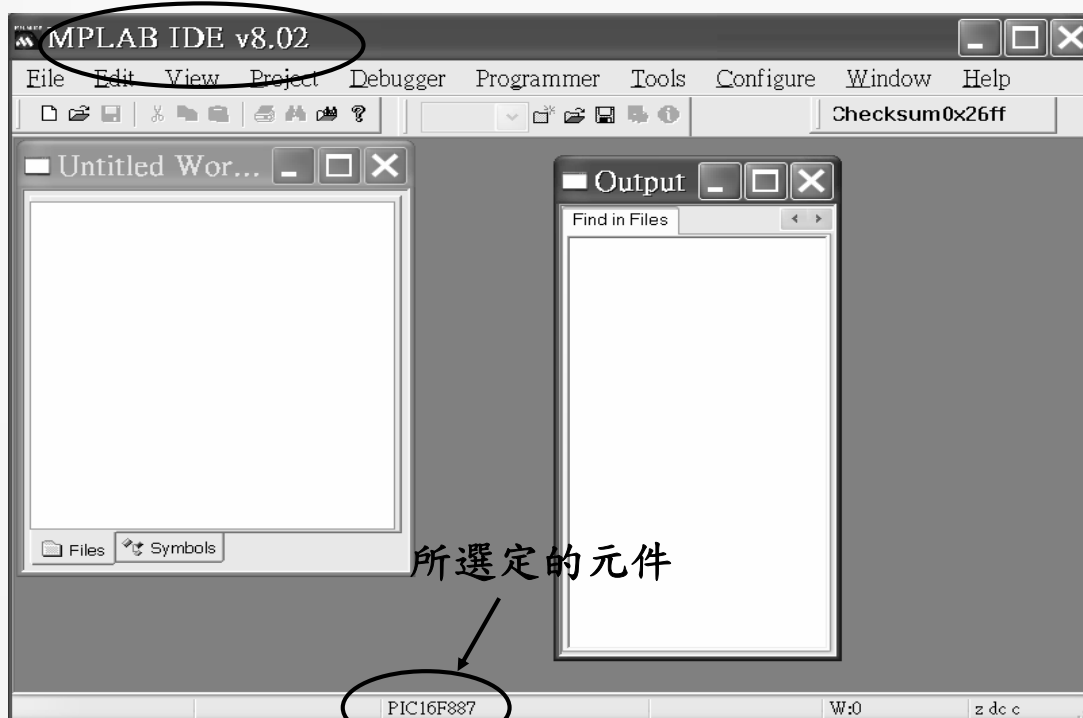 MPLAB IDE v8.02
File Edit View Project Debugger Programmer Tools Configure Window Help
Checksum0x26ff
Untitled Wor...
Output
Find in Files
Files Symbols
所選定的元件
PIC16F887 W:0 z dc c